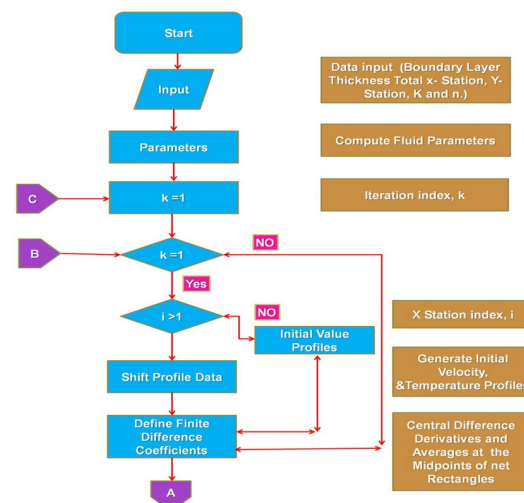 Start
Data input (Boundary Layer
Thickness Total x- Station, Y-
Station, K and n.)
Input
Parameters
Compute Fluid Parameters
C
k =1
Iteration index, k
B
k=1
NO
Yes
i >1
NO
X Station index, i
Initial Value
Profiles
Shift Profile Data
Generate Initial
Velocity,
&Temperature Profiles
Define Finite
Difference
Coefficients
Central Difference
Derivatives and
Averages at the
Midpoints of net
Rectangles
A